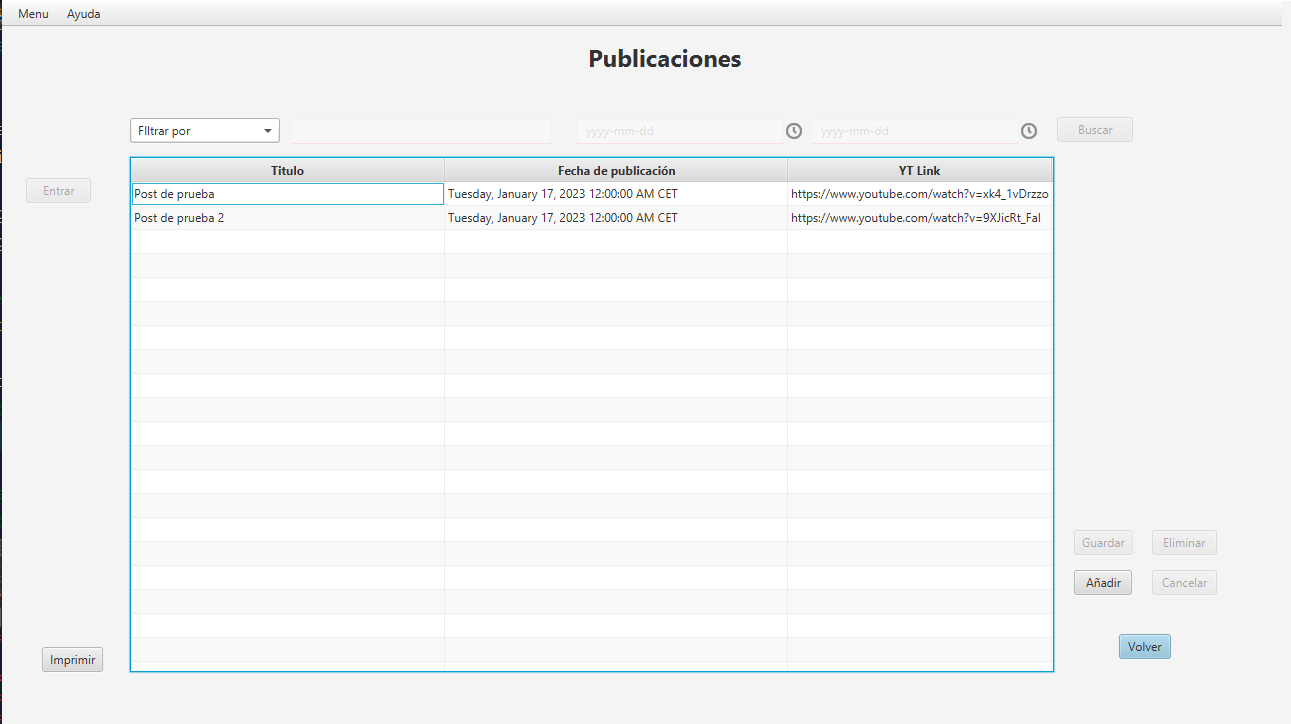 Menu Ayuda
Publicaciones
FIltrar por yyyy-mm-dd yyyy-mm-dd Buscar
Titulo Fecha de publicación YT Link
Entrar
Post de prueba Tuesday, January 17, 2023 12:00:00 AM CET https://www.youtube.com/watch?v=xk4_1vDrzzo
Post de prueba 2 Tuesday, January 17, 2023 12:00:00 AM CET https://www.youtube.com/watch?v=9XJicRt_FaI
Guardar Eliminar
Añadir Cancelar
Volver
Imprimir